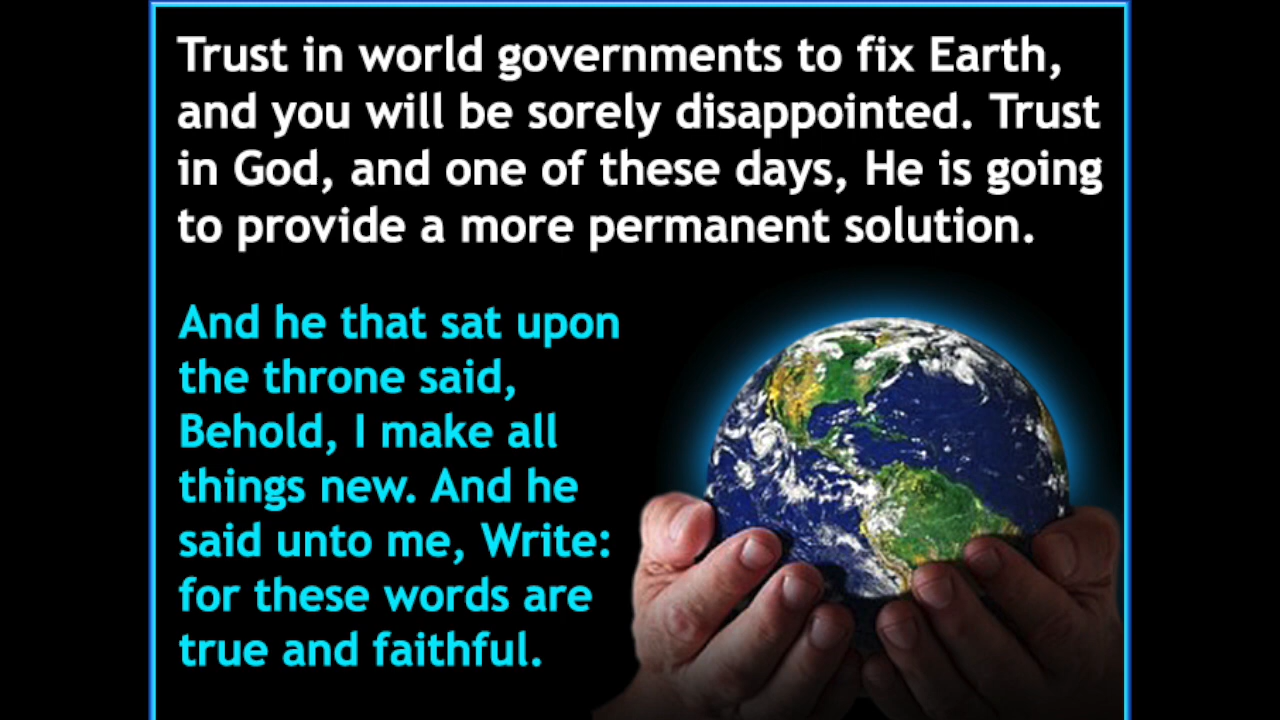 Trust in world governments to fix Earth,
and you will be sorely disappointed. Trust
in God, and one of these days, He is going
to provide a more permanent solution.
And he that sat upon
the throne said,
Behold, I make all
things new. And he
said unto me, Write:
for these words are
true and faithful.